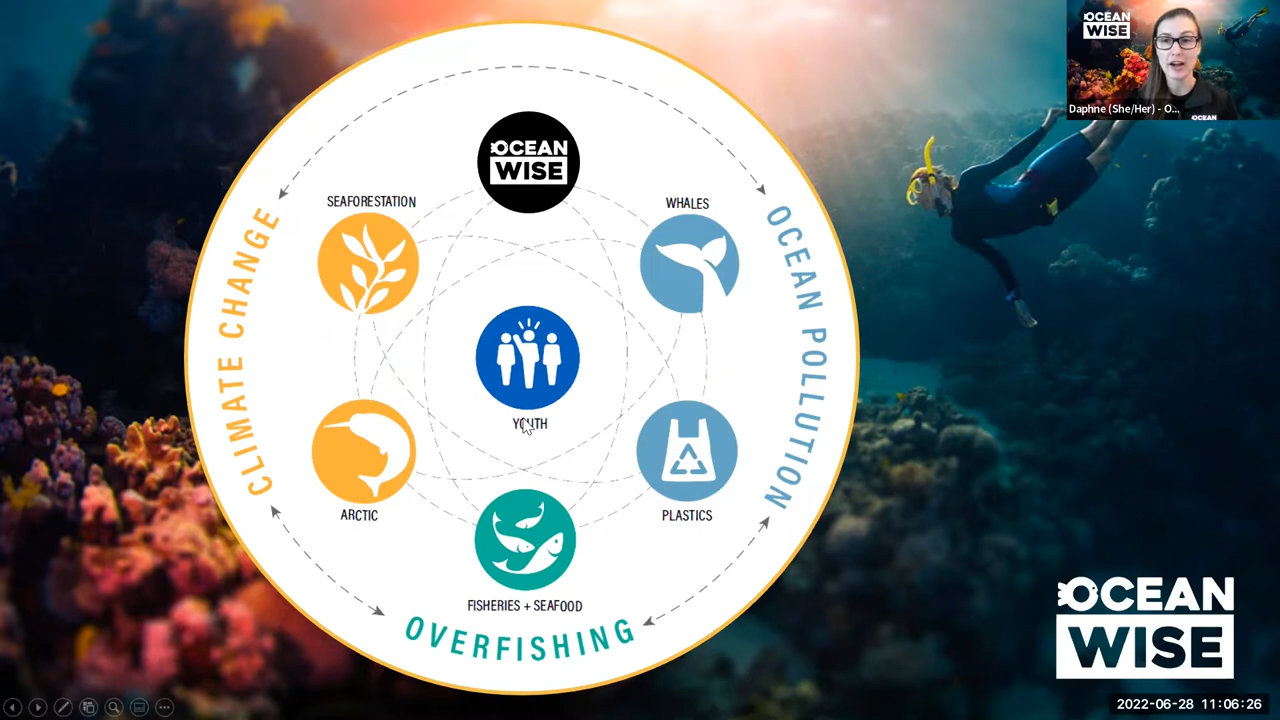 OCEAN
WISE
Daphne (She/Her) - O...
OCEAN
OCEAN
WISE
SEAFORESTATION
WHALES
CLIMATE CHANGE
OCEAN POLLUTION
YOUTH
ARCTIC
PLASTICS
FISHERIES + SEAFOOD
OVERFISHING
OCEAN
WISE
2022-06-28 11:06:26